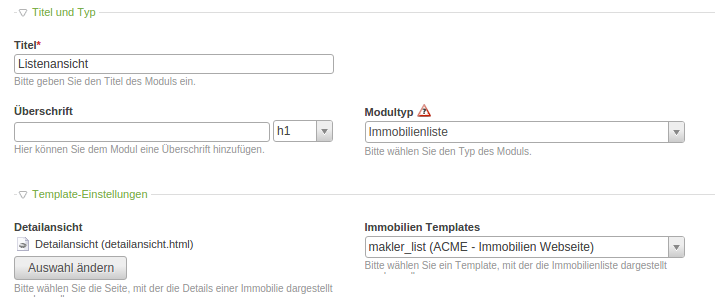 Titel und Typ
Titel*
Listenansicht
Bitte geben Sie den Titel des Moduls ein.
Überschrift
h1
Hier können Sie dem Modul eine Überschrift hinzufügen.
Modultyp
Immobilienliste
Bitte wählen Sie den Typ des Moduls.
Template-Einstellungen
Detailansicht
Detailansicht (detailansicht.html)
Auswahl ändern
Bitte wählen Sie die Seite, mit der die Details einer Immobilie dargestellt
Immobilien Templates
makler_list (ACME - Immobilien Webseite)
Bitte wählen Sie ein Template, mit der die Immobilienliste dargestellt